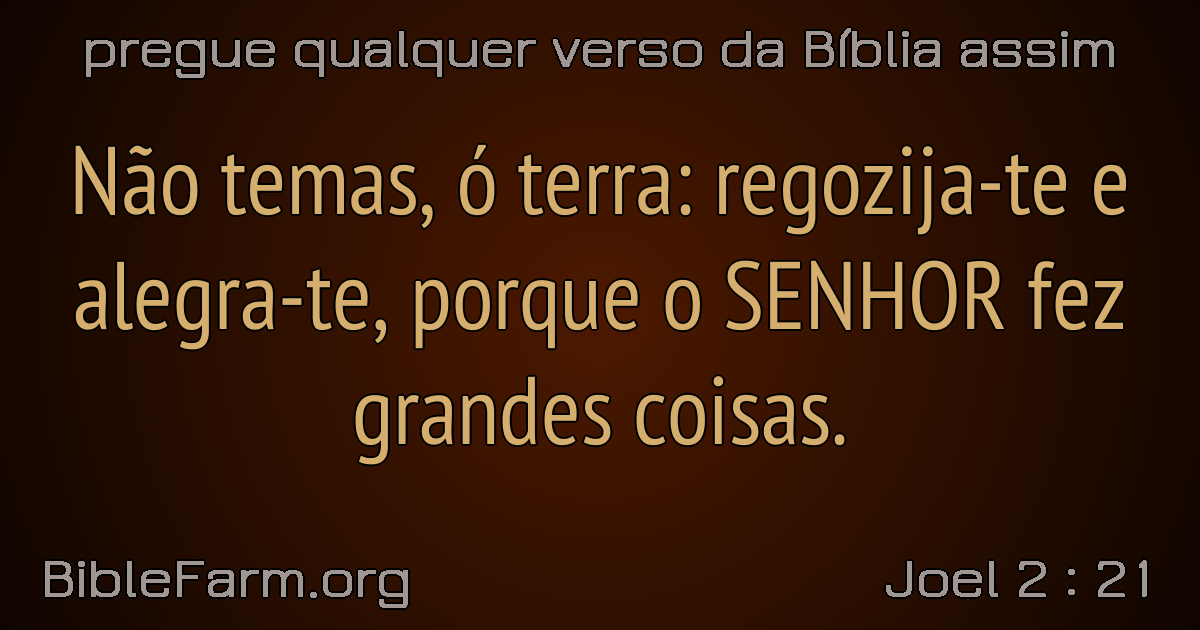 pregue qualquer verso da Bíblia assim
Não temas, ó terra: regozija-te e
alegra-te, porque o SENHOR fez
grandes coisas.
BibleFarm.org
Joel 2 : 21